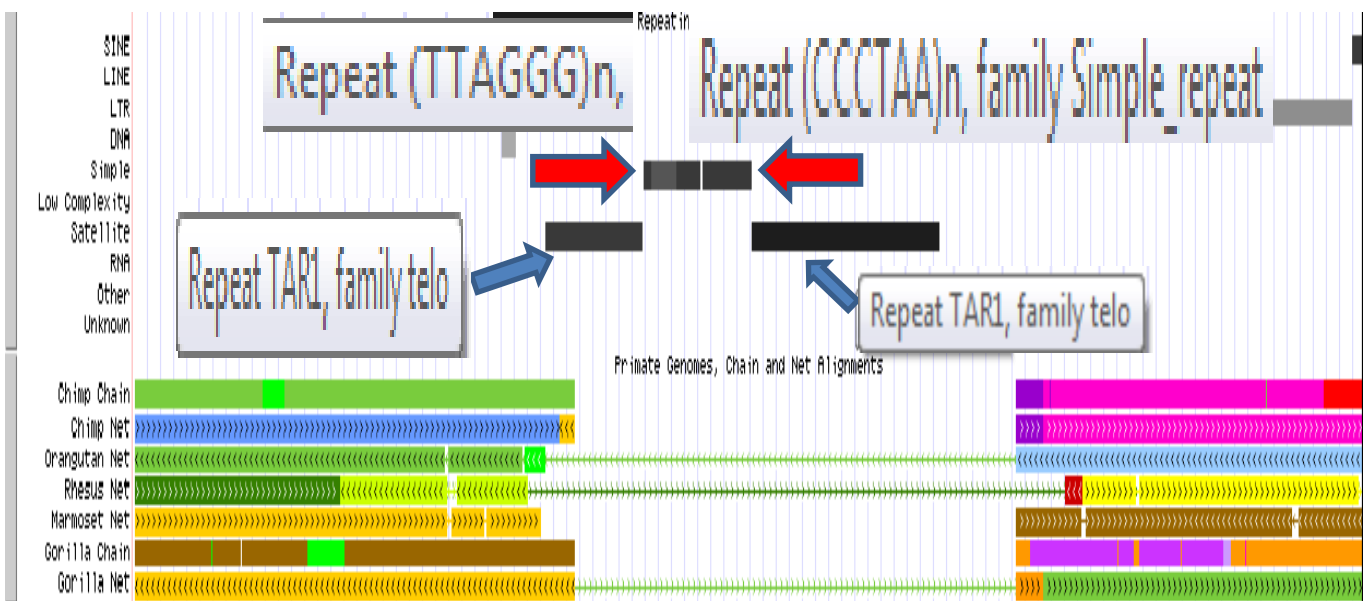 Repeat in
SINE
LINE
LTR
DNA
Simple
Low Complexity
Satellite
RNA
Other
Unknown
Repeat (TTAGGG)n,
Repeat (CCCTAA)n, family Simple_repeat
Repeat TAR1, family telo
Repeat TAR1, family telo
Primate Genomes, Chain and Net Alignments
Chimp Chain
Chimp Net
Orangutan Net
Rhesus Net
Marmoset Net
Gorilla Chain
Gorilla Net